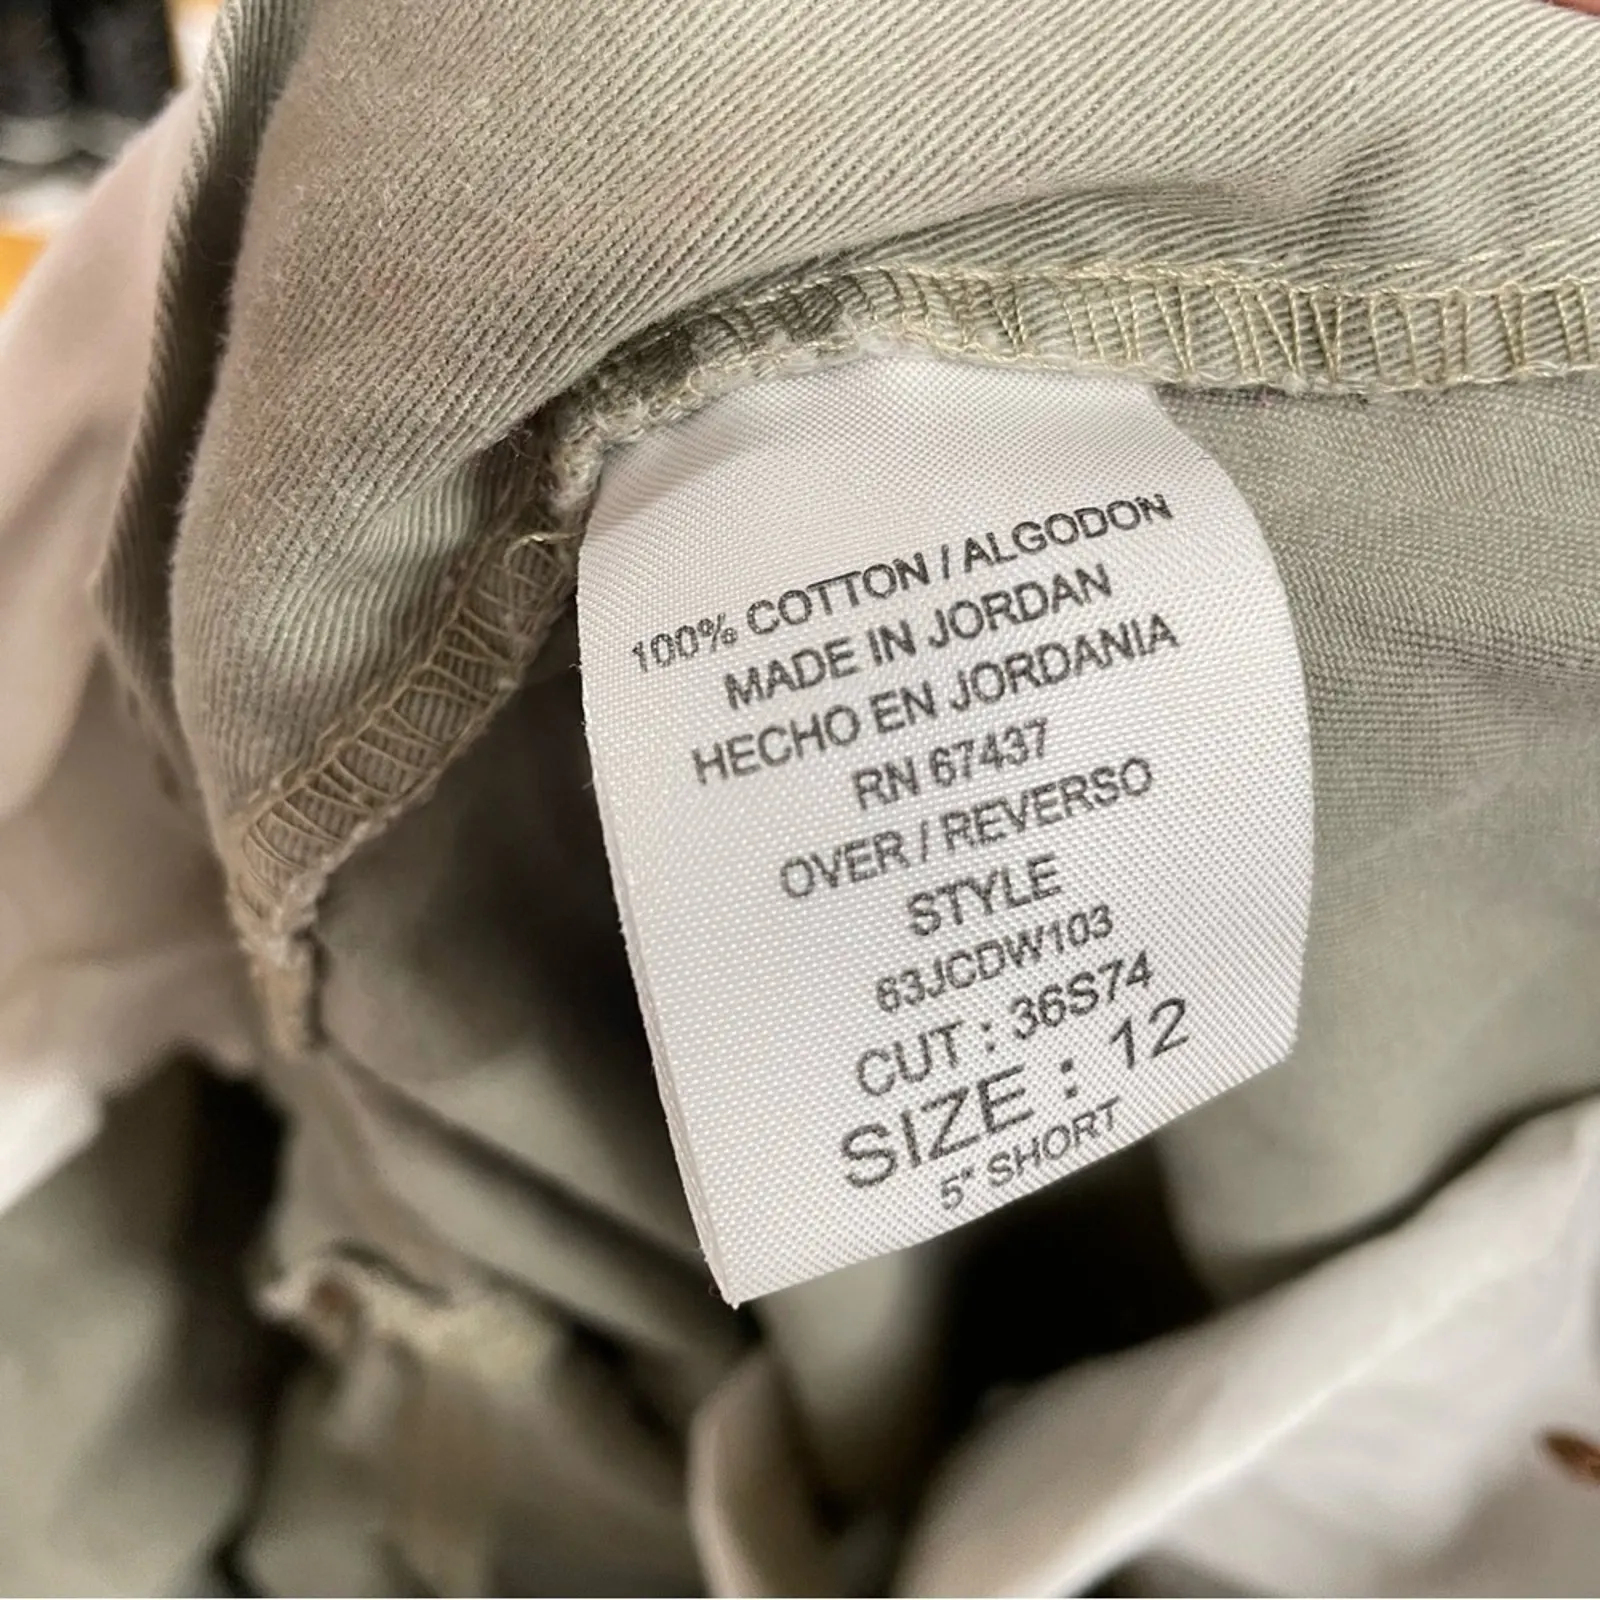 100% COTTON / ALGODON
MADE IN JORDAN
HECHO EN JORDANIA
RN 67437
OVER / REVERSO
STYLE
63JCDW103
CUT : 36S74
SIZE : 12
5" SHORT